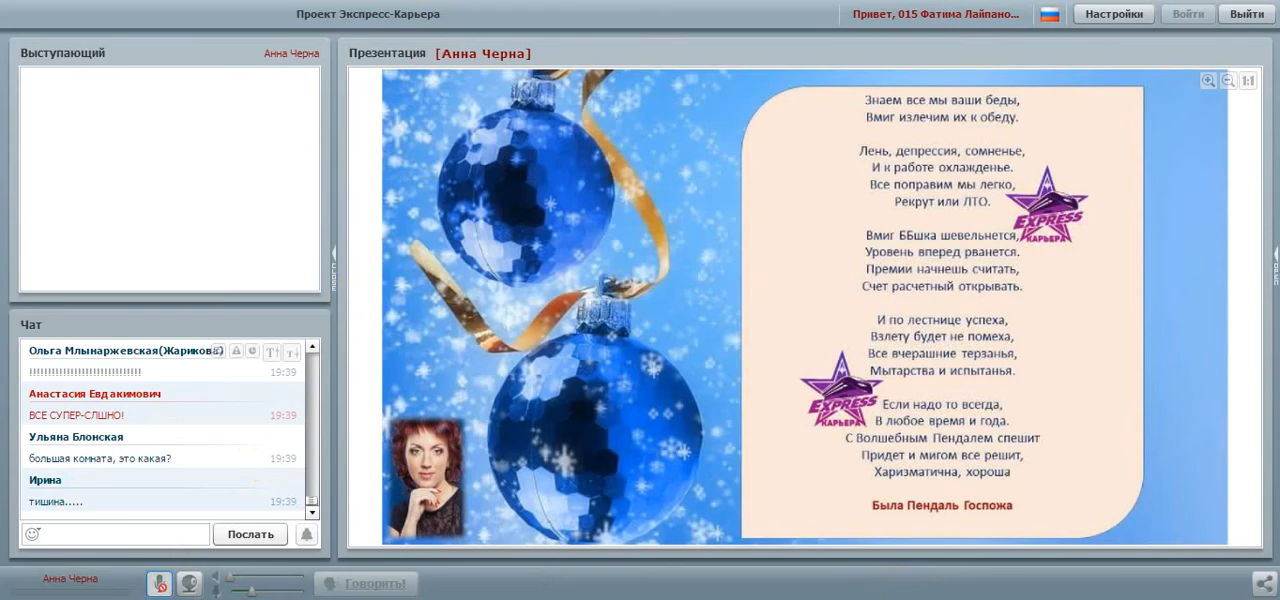 Проект Экспресс-Карьера
Привет, 015 Фатима Лайпано...
Настройки
Войти
Выйти
Выступающий
Анна Черна
Презентация [Анна Черна]
1:1
Знаем все мы ваши беды,
Вмиг излечим их к обеду.
Лень, депрессия, сомненье,
И к работе охлажденье.
Все поправим мы легко,
Рекрут или ЛТО.
Вмиг ББшка шевельнется,
Уровень вперед рванется.
Премии начнешь считать,
Счет расчетный открывать.
И по лестнице успеха,
Взлету будет не помеха,
Все вчерашние терзанья,
Мытарства и испытанья.
Если надо то всегда,
В любое время и года.
С Волшебным Пендалем спешит
Придет и мигом все решит,
Харизматична, хороша
Была Пендаль Госпожа
EXPRESS
КАРЬЕРА
EXPRESS
КАРЬЕРА
Чат
Ольга Млынаржевская(Жарикова)
!!!!!!!!!!!!!!!!!!!!!!!!!!!!!! 19:39
Анастасия Евдакимович
ВСЕ СУПЕР-СЛШНО! 19:39
Ульяна Блонская
большая комната, это какая? 19:39
Ирина
тишина..... 19:39
Послать
Анна Черна
Говорить!